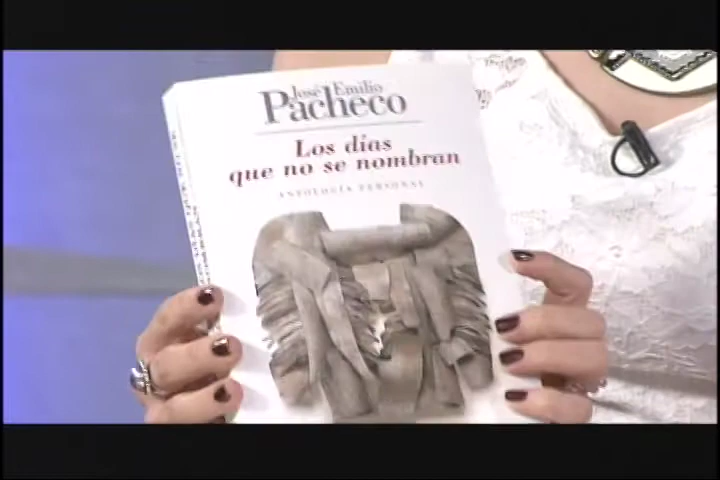 José Emilio
Pacheco
Los días
que no se nombran
ANTOLOGÍA PERSONAL